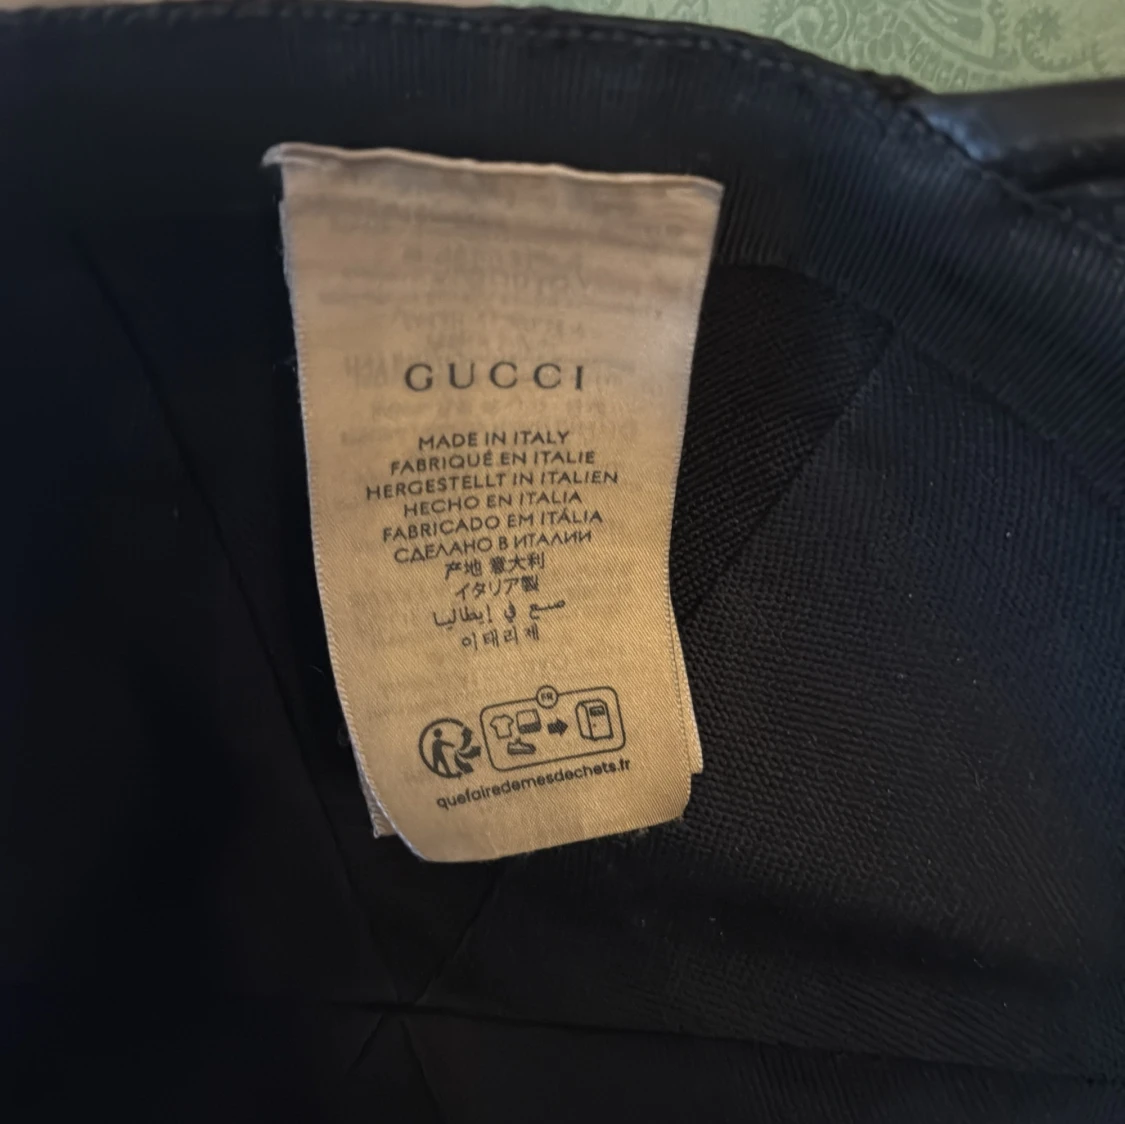 GUCCI
MADE IN ITALY
FABRIQUÉ EN ITALIE
HERGESTELLT IN ITALIEN
HECHO EN ITALIA
FABRICADO EM ITÁLIA
СДЕЛАНО В ИТАЛИИ
产地 意大利
イタリア製
صنع في إيطاليا
이태리제
FR
quefairedemesdechets.fr